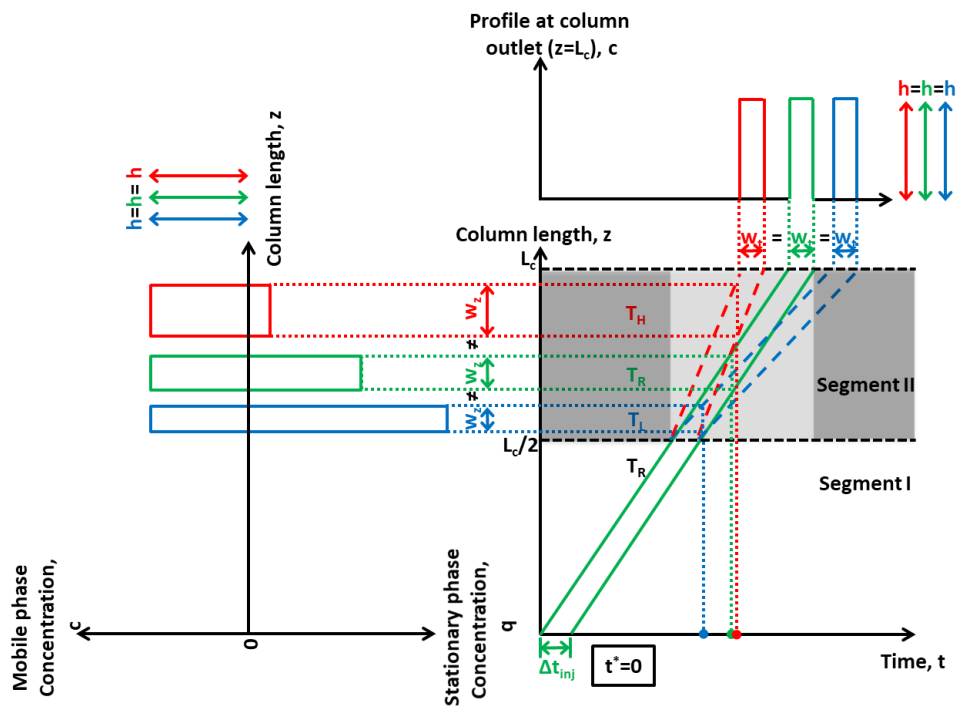 Profile at column
outlet (z=Lc), c
h=h=h
h=h= h
Column length, z
Column length, z
wt = wt = wt
Lc
wz ≠ wz ≠ wz
TH
TR
TL
Segment II
Lc/2
TR
Segment I
Mobile phase
Concentration,
c
0
Stationary phase
Concentration,
q
Δtinj
t*=0
Time, t